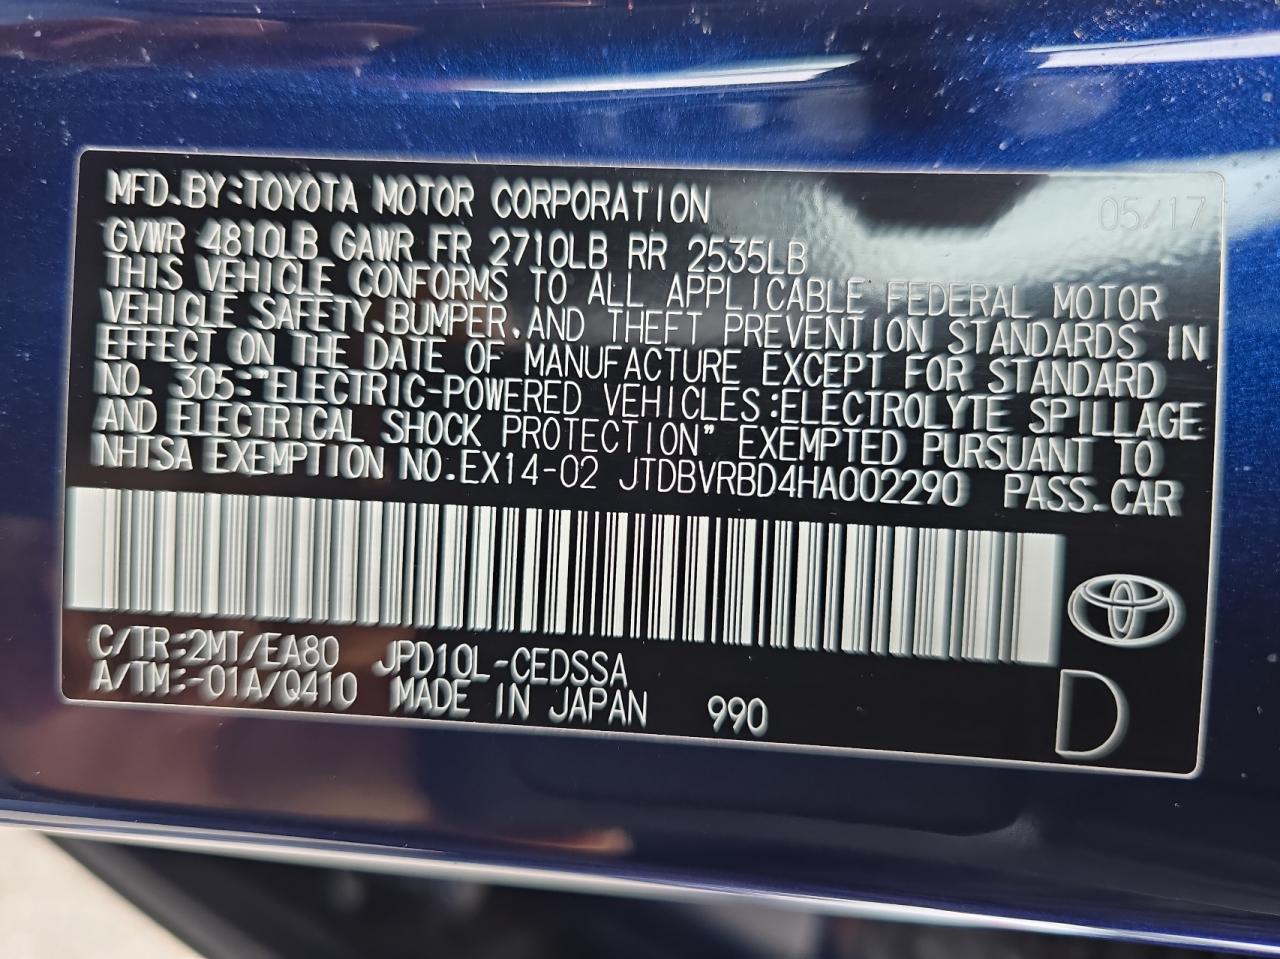 MFD.BY:TOYOTA MOTOR CORPORATION 05/17
GVWR 4810LB GAWR FR 2710LB RR 2535LB
THIS VEHICLE CONFORMS TO ALL APPLICABLE FEDERAL MOTOR
VEHICLE SAFETY,BUMPER,AND THEFT PREVENTION STANDARDS IN
EFFECT ON THE DATE OF MANUFACTURE EXCEPT FOR STANDARD
NO. 305:"ELECTRIC-POWERED VEHICLES:ELECTROLYTE SPILLAGE
AND ELECTRICAL SHOCK PROTECTION" EXEMPTED PURSUANT TO
NHTSA EXEMPTION NO.EX14-02 JTDBVRBD4HA002290 PASS.CAR
C/TR:2MT/EA80 JPD10L-CEDSSA
A/TM:-01A/Q410 MADE IN JAPAN 990 D